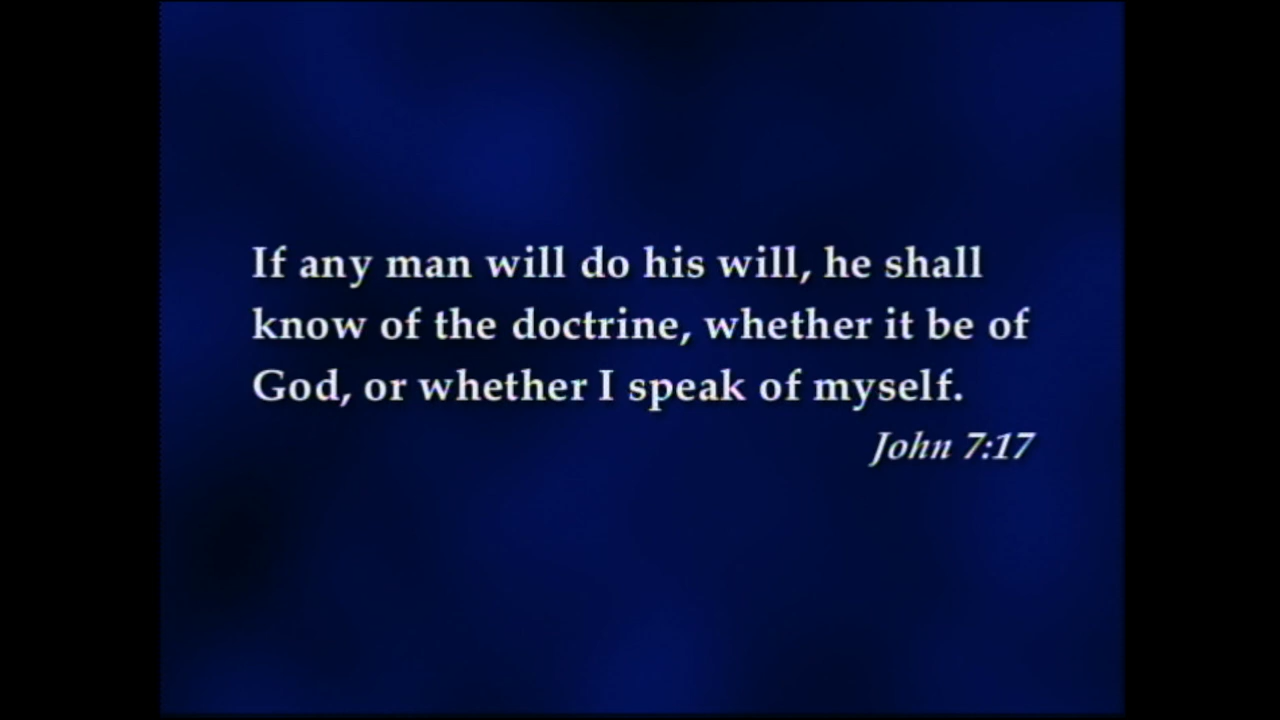 If any man will do his will, he shall
know of the doctrine, whether it be of
God, or whether I speak of myself.
John 7:17